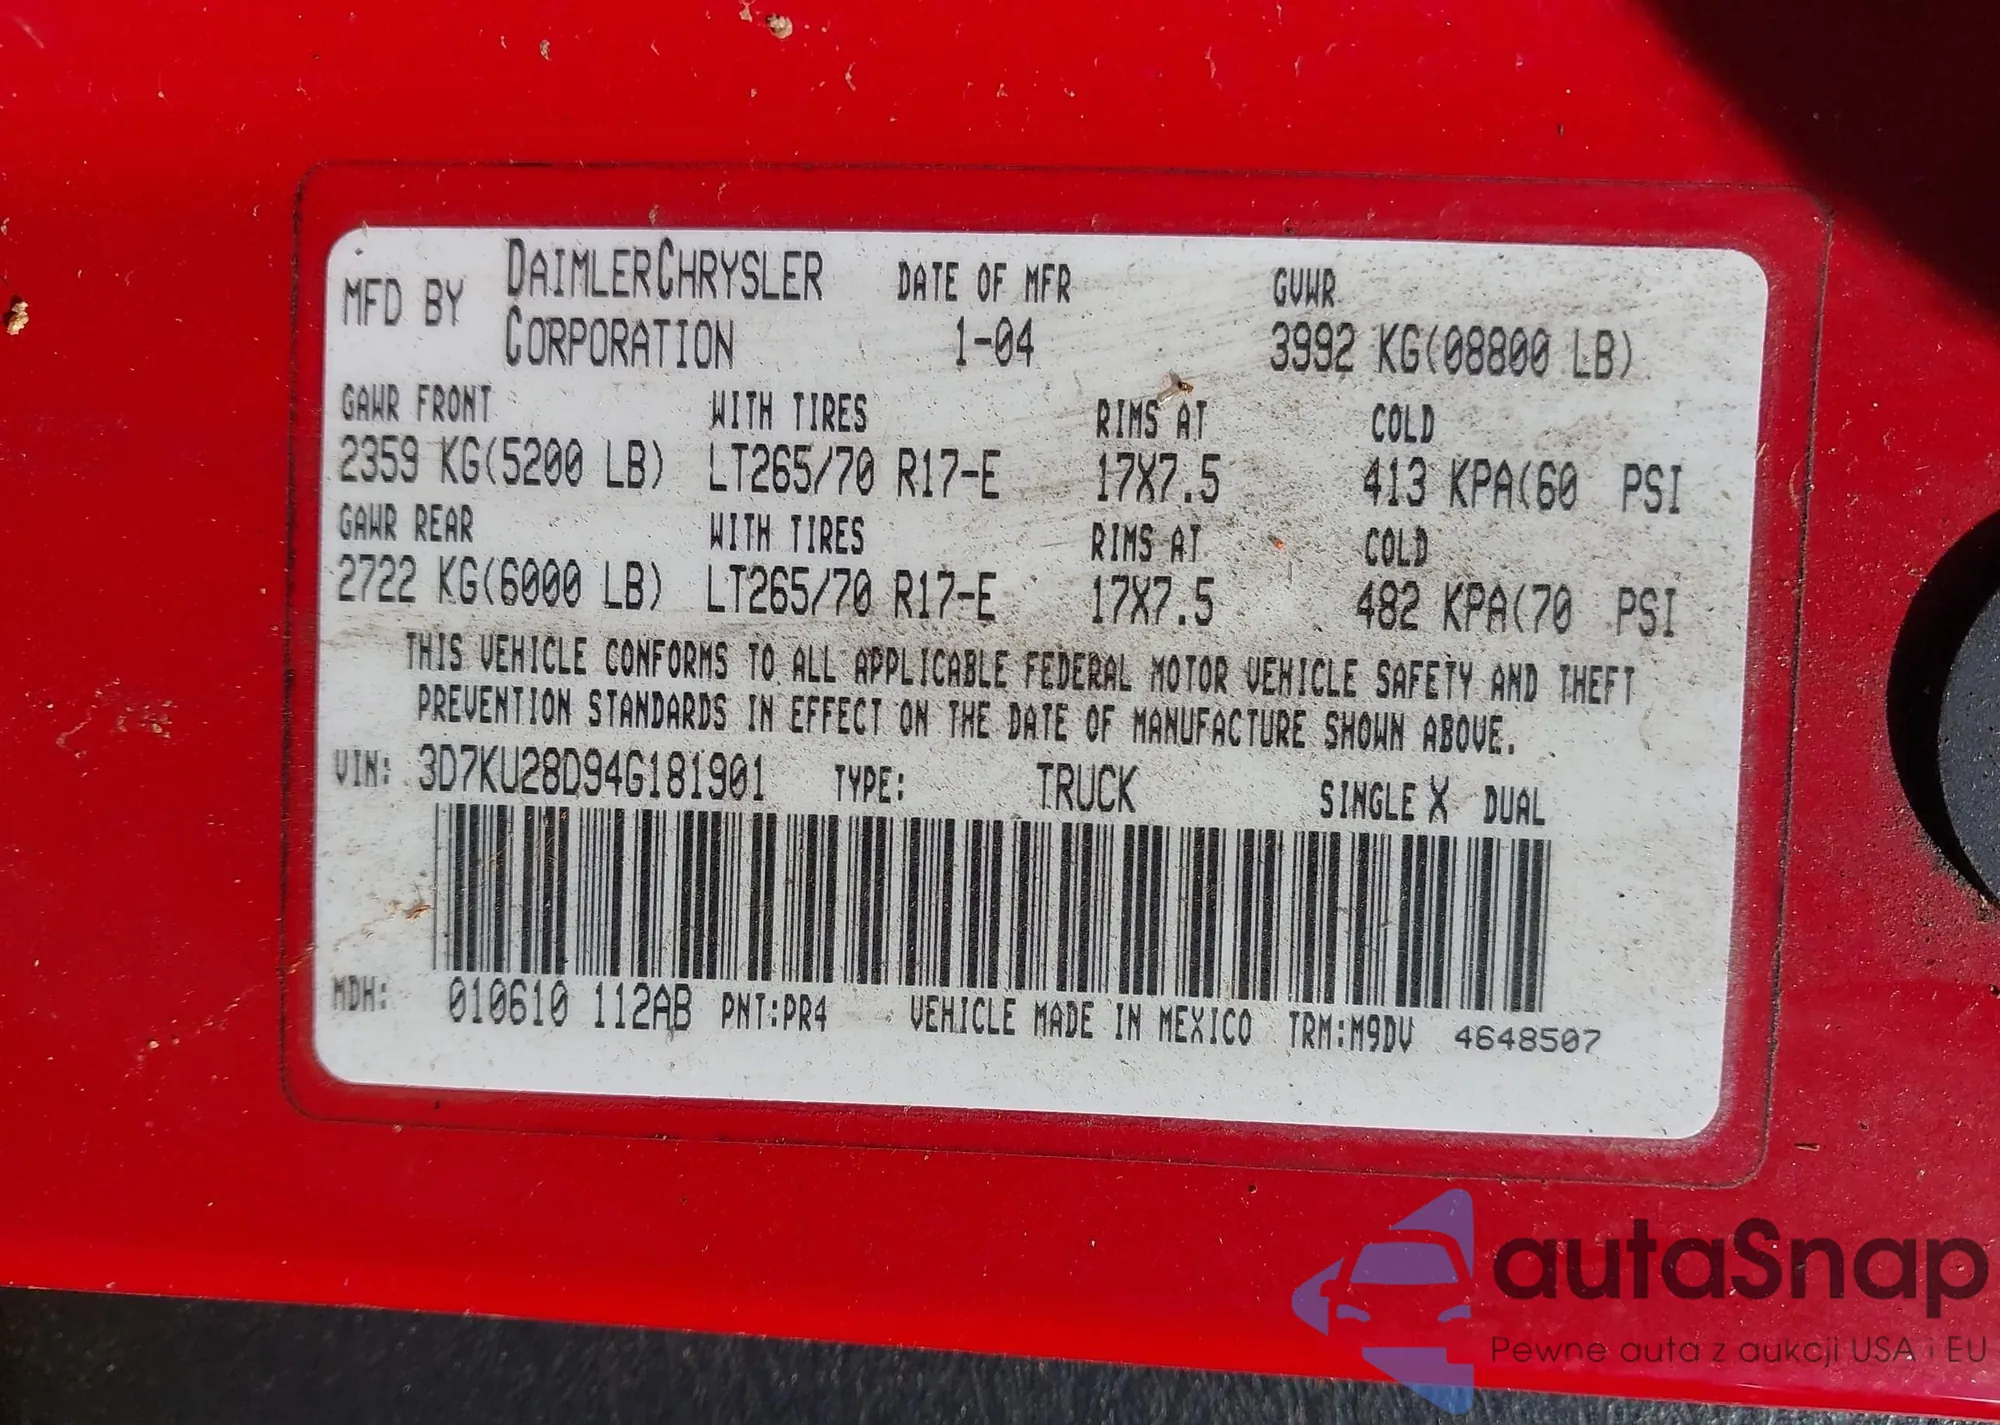 MFD BY DAIMLERCHRYSLER CORPORATION DATE OF MFR 1-04 GVWR 3992 KG(08800 LB)
GAWR FRONT WITH TIRES RIMS AT COLD
2359 KG(5200 LB) LT265/70 R17-E 17X7.5 413 KPA(60 PSI
GAWR REAR WITH TIRES RIMS AT COLD
2722 KG(6000 LB) LT265/70 R17-E 17X7.5 482 KPA(70 PSI
THIS VEHICLE CONFORMS TO ALL APPLICABLE FEDERAL MOTOR VEHICLE SAFETY AND THEFT
PREVENTION STANDARDS IN EFFECT ON THE DATE OF MANUFACTURE SHOWN ABOVE.
VIN: 3D7KU28D94G181901 TYPE: TRUCK SINGLE X DUAL
MDH: 010610 112AB PNT:PR4 VEHICLE MADE IN MEXICO TRM:M9DV 4648507
autaSnap
Pewne auta z aukcji USA i EU